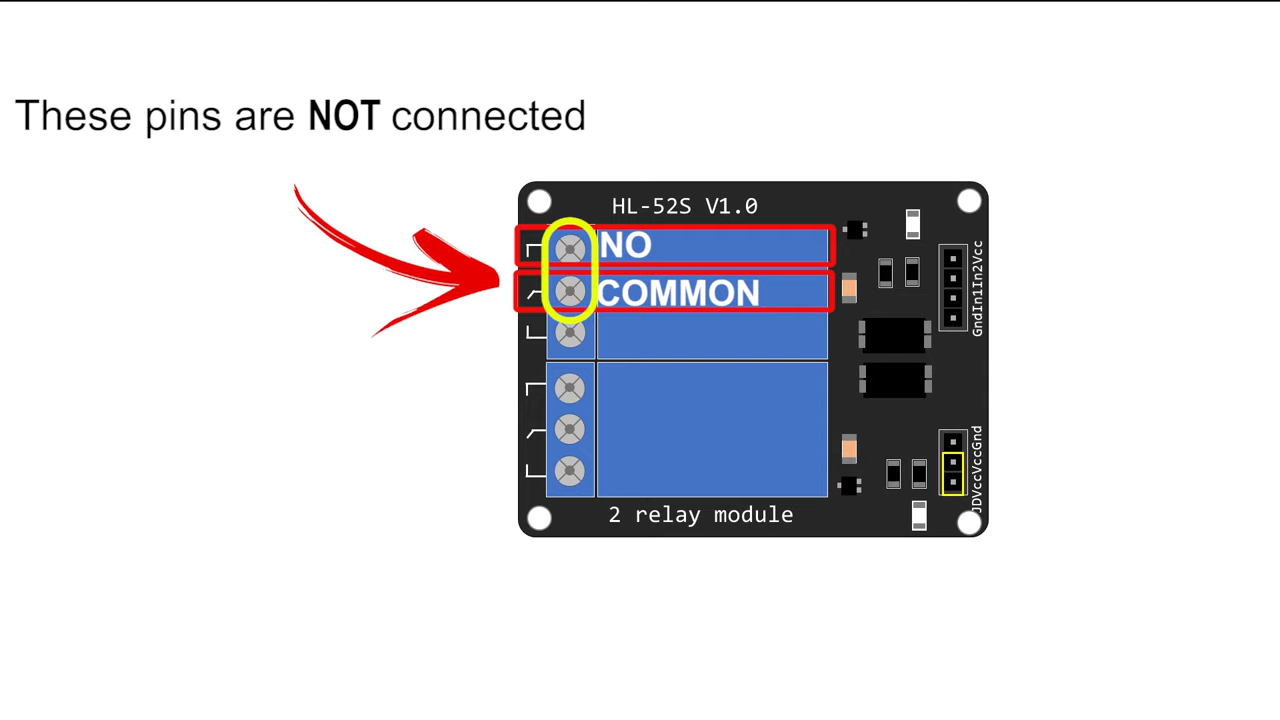 These pins are NOT connected
HL-52S V1.0
NO
COMMON
GndIn1In2Vcc
JDVccVccGnd
2 relay module